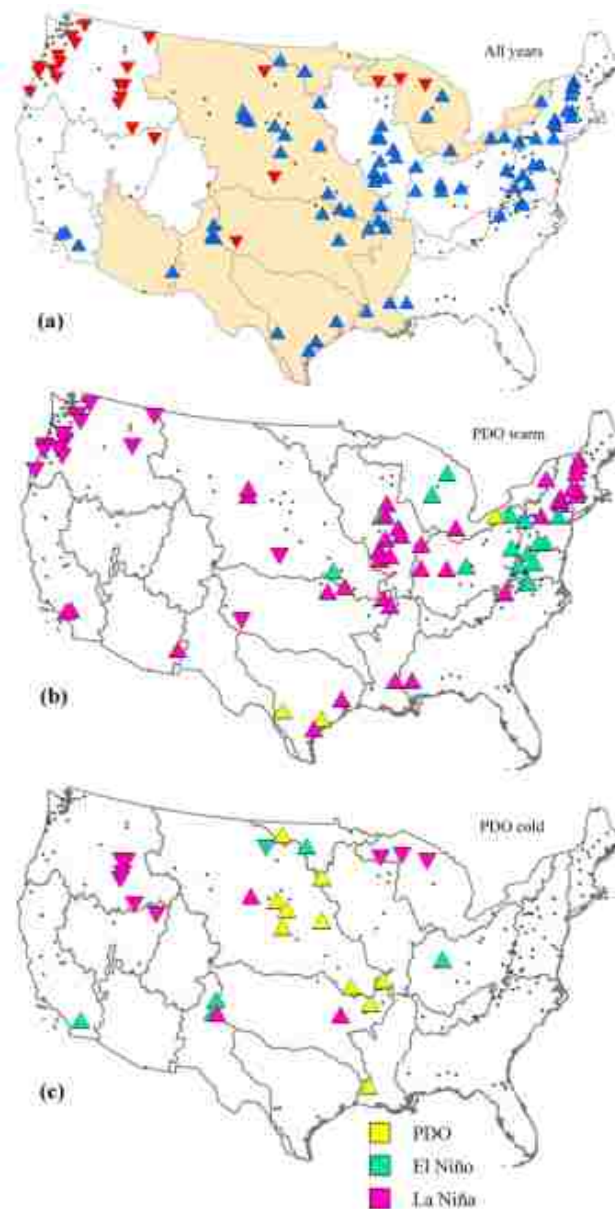 All years
(a)
PDO warm
(b)
PDO cold
(c)
PDO
El Niño
La Niña